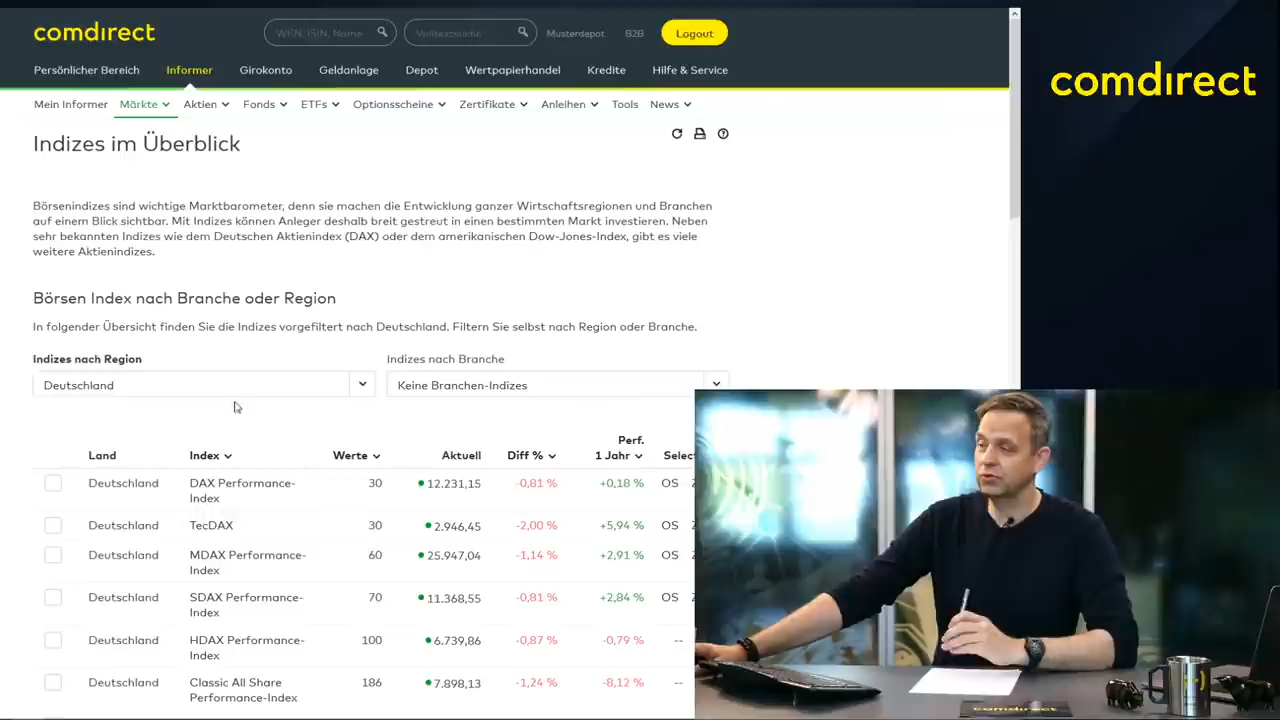 comdirect
WKN, ISIN, Name
Volltextsuche
Musterdepot
B2B
Logout
Persönlicher Bereich
Informer
Girokonto
Geldanlage
Depot
Wertpapierhandel
Kredite
Hilfe & Service
comdirect
Mein Informer
Märkte
Aktien
Fonds
ETFs
Optionsscheine
Zertifikate
Anleihen
Tools
News
Indizes im Überblick
Börsenindizes sind wichtige Marktbarometer, denn sie machen die Entwicklung ganzer Wirtschaftsregionen und Branchen
auf einem Blick sichtbar. Mit Indizes können Anleger deshalb breit gestreut in einen bestimmten Markt investieren. Neben
sehr bekannten Indizes wie dem Deutschen Aktienindex (DAX) oder dem amerikanischen Dow-Jones-Index, gibt es viele
weitere Aktienindizes.
Börsen Index nach Branche oder Region
In folgender Übersicht finden Sie die Indizes vorgefiltert nach Deutschland. Filtern Sie selbst nach Region oder Branche.
Indizes nach Region
Indizes nach Branche
Deutschland
Keine Branchen-Indizes
Land Index Werte Aktuell Diff % Perf. 1 Jahr Selec
Deutschland DAX Performance- 30 12.231,15 -0,81 % +0,18 % OS
Index
Deutschland TecDAX 30 2.946,45 -2,00 % +5,94 % OS
Deutschland MDAX Performance- 60 25.947,04 -1,14 % +2,91 % OS
Index
Deutschland SDAX Performance- 70 11.368,55 -0,81 % +2,84 % OS
Index
Deutschland HDAX Performance- 100 6.739,86 -0,87 % -0,79 % --
Index
Deutschland Classic All Share 186 7.898,13 -1,24 % -8,12 % --
Performance-Index
comdirect